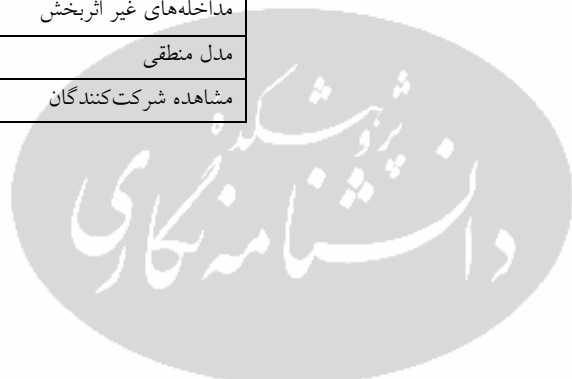 مداخله‌های غیر اثربخش
مدل منطقی
مشاهده شرکت‌کنندگان
پژوهشکده
دانشنامه‌نگاری